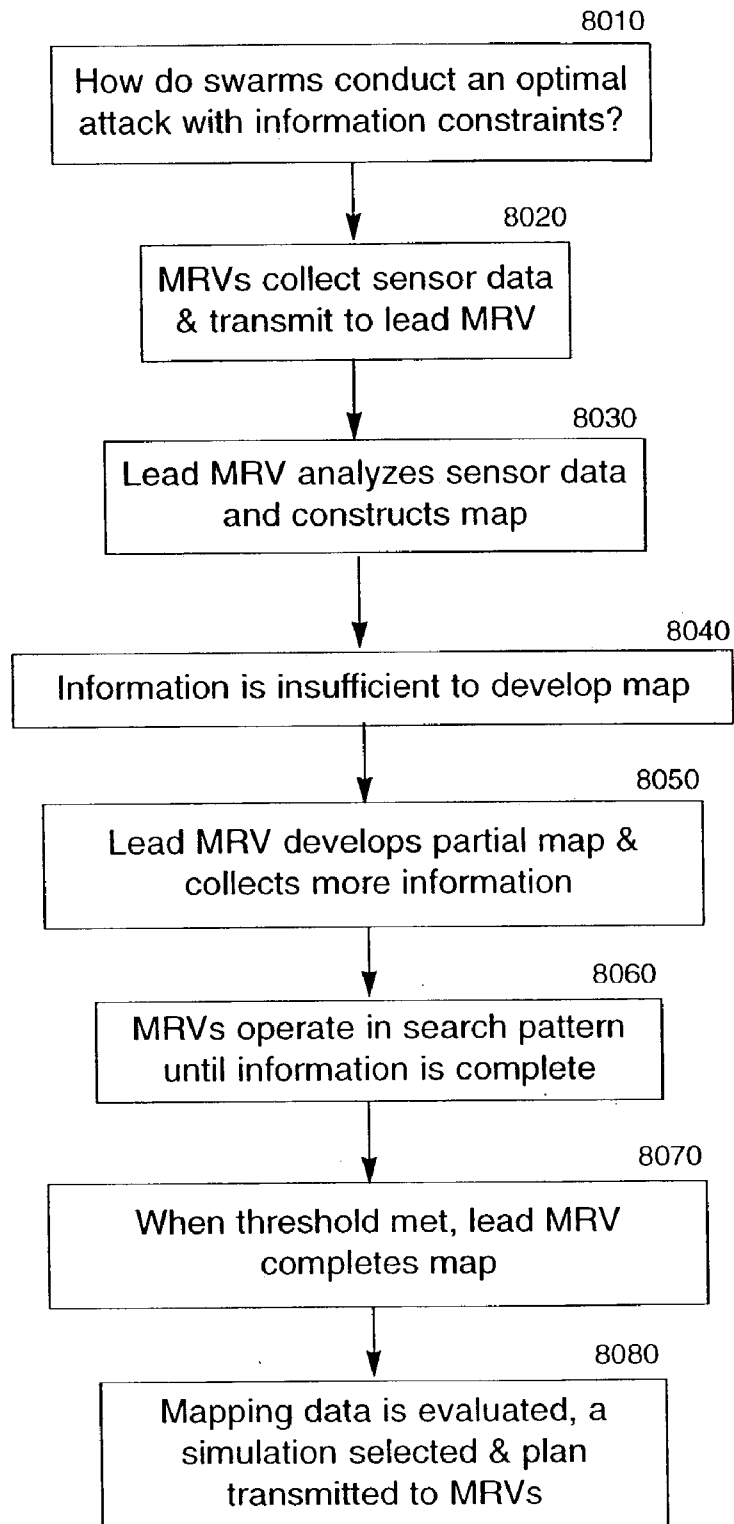 8010
How do swarms conduct an optimal
attack with information constraints?
8020
MRVs collect sensor data
& transmit to lead MRV
8030
Lead MRV analyzes sensor data
and constructs map
8040
Information is insufficient to develop map
8050
Lead MRV develops partial map &
collects more information
8060
MRVs operate in search pattern
until information is complete
8070
When threshold met, lead MRV
completes map
8080
Mapping data is evaluated, a
simulation selected & plan
transmitted to MRVs